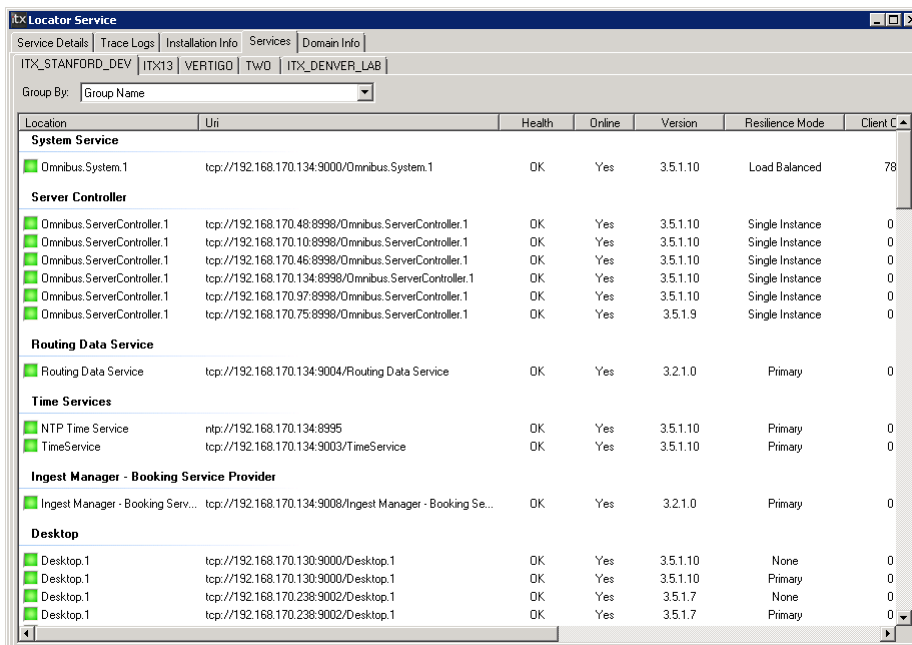 itx Locator Service
Service Details Trace Logs Installation Info Services Domain Info
ITX_STANFORD_DEV ITX13 VERTIGO TWO ITX_DENVER_LAB
Group By: Group Name
Location Uri Health Online Version Resilience Mode Client C
System Service
Omnibus.System.1 tcp://192.168.170.134:9000/Omnibus.System.1 OK Yes 3.5.1.10 Load Balanced 78
Server Controller
Omnibus.ServerController.1 tcp://192.168.170.48:8998/Omnibus.ServerController.1 OK Yes 3.5.1.10 Single Instance 0
Omnibus.ServerController.1 tcp://192.168.170.10:8998/Omnibus.ServerController.1 OK Yes 3.5.1.10 Single Instance 0
Omnibus.ServerController.1 tcp://192.168.170.46:8998/Omnibus.ServerController.1 OK Yes 3.5.1.10 Single Instance 0
Omnibus.ServerController.1 tcp://192.168.170.134:8998/Omnibus.ServerController.1 OK Yes 3.5.1.10 Single Instance 0
Omnibus.ServerController.1 tcp://192.168.170.97:8998/Omnibus.ServerController.1 OK Yes 3.5.1.10 Single Instance 0
Omnibus.ServerController.1 tcp://192.168.170.75:8998/Omnibus.ServerController.1 OK Yes 3.5.1.9 Single Instance 0
Routing Data Service
Routing Data Service tcp://192.168.170.134:9004/Routing Data Service OK Yes 3.2.1.0 Primary 0
Time Services
NTP Time Service ntp://192.168.170.134:8995 OK Yes 3.5.1.10 Primary 0
TimeService tcp://192.168.170.134:9003/TimeService OK Yes 3.5.1.10 Primary 0
Ingest Manager - Booking Service Provider
Ingest Manager - Booking Serv... tcp://192.168.170.134:9008/Ingest Manager - Booking Se... OK Yes 3.2.1.0 Primary 0
Desktop
Desktop.1 tcp://192.168.170.130:9000/Desktop.1 OK Yes 3.5.1.10 None 0
Desktop.1 tcp://192.168.170.130:9000/Desktop.1 OK Yes 3.5.1.10 Primary 0
Desktop.1 tcp://192.168.170.238:9002/Desktop.1 OK Yes 3.5.1.7 None 0
Desktop.1 tcp://192.168.170.238:9002/Desktop.1 OK Yes 3.5.1.7 Primary 0